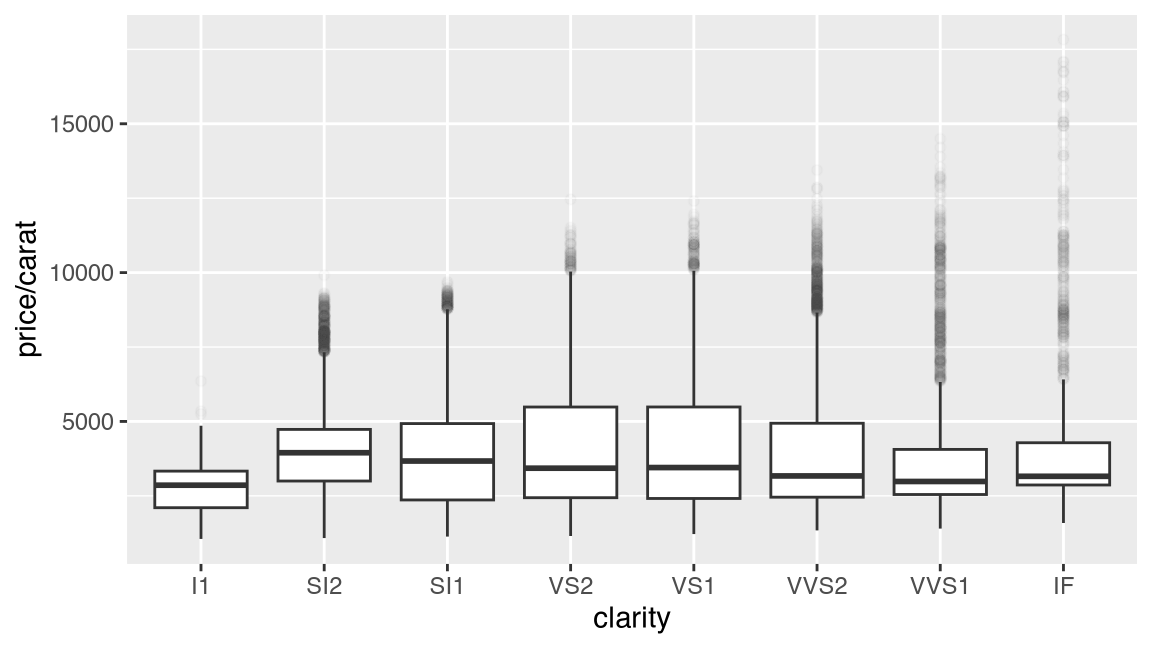 price/carat
15000
10000
5000
I1 SI2 SI1 VS2 VS1 VVS2 VVS1 IF
clarity